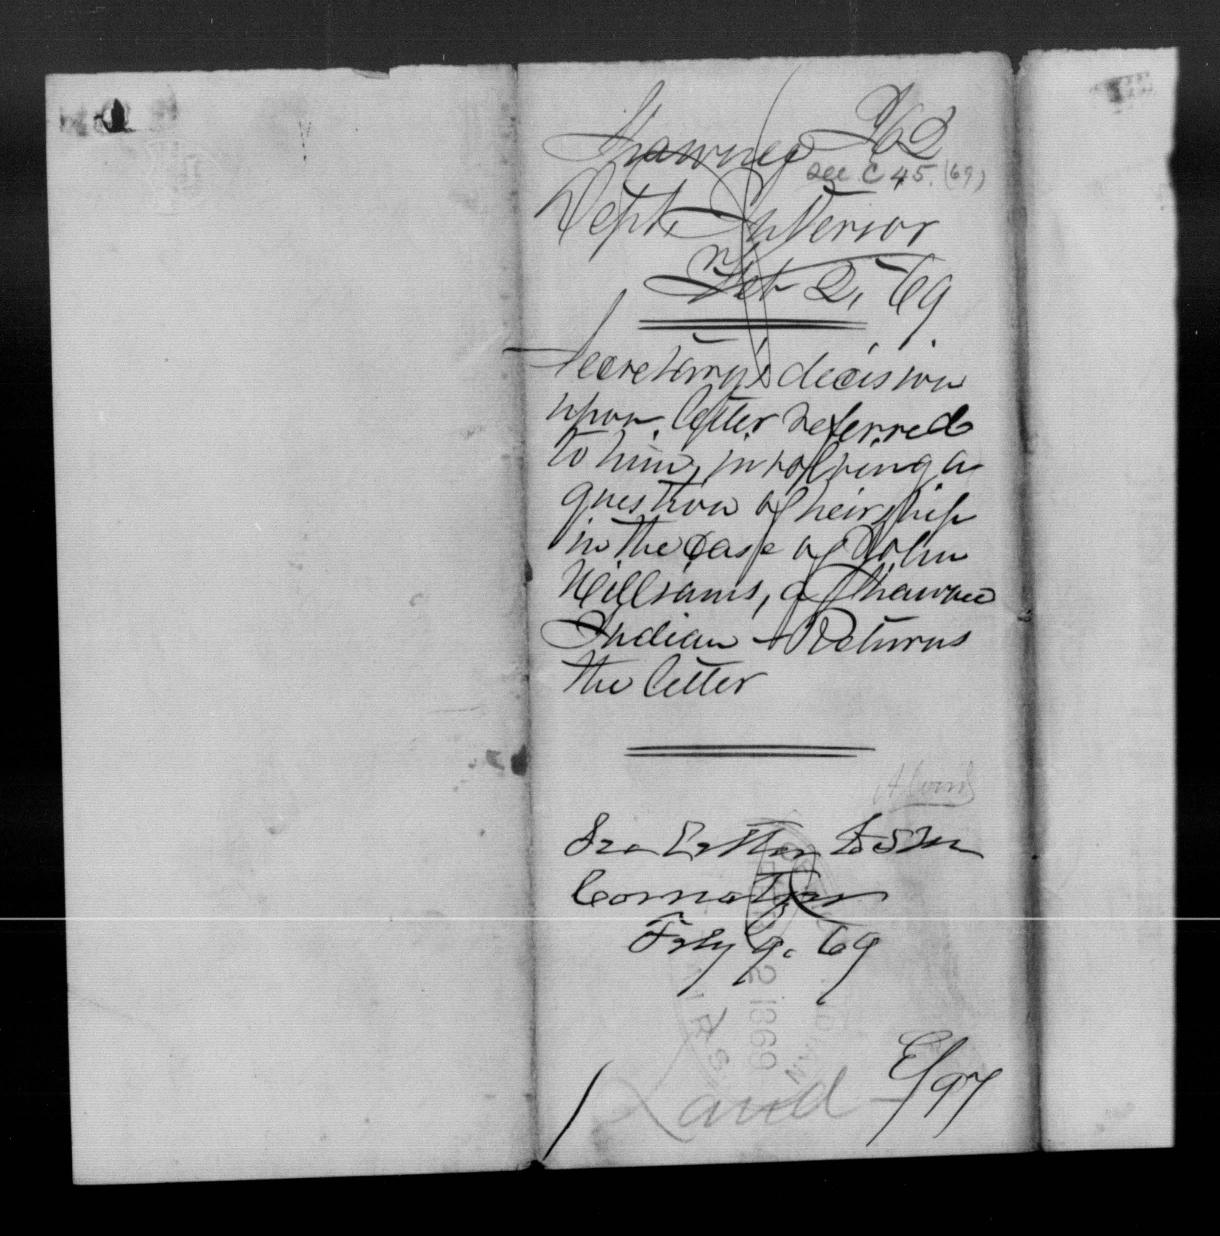 Shawnee I 62
See C 45. (69)
Dept. Interior
Feb 2, 69
Secretary's decision
upon letter referred
to him, involving a
question of heirship
in the case of John
Williams, a Shawnee
Indian & Returns
the letter
See Letter to Sam
Cornatzer
Feby 9. 69
2 1869
Land
E/97